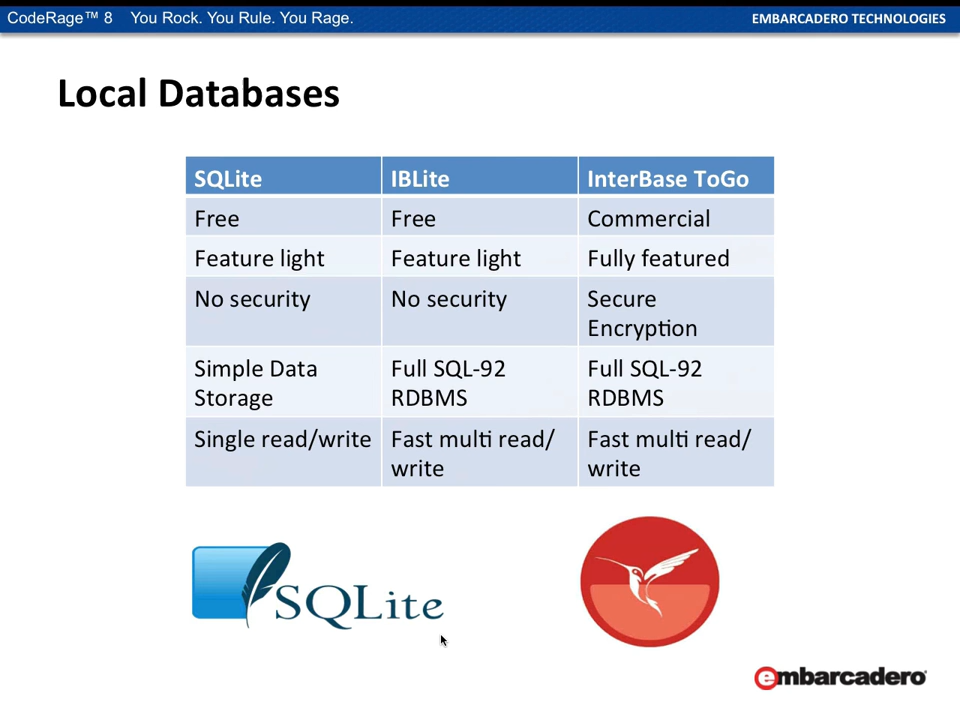 CodeRage™ 8 You Rock. You Rule. You Rage.
EMBARCADERO TECHNOLOGIES
Local Databases
SQLite IBLite InterBase ToGo
Free Free Commercial
Feature light Feature light Fully featured
No security No security Secure
Encryption
Simple Data Full SQL-92 Full SQL-92
Storage RDBMS RDBMS
Single read/write Fast multi read/ Fast multi read/
write write
SQLite
embarcadero